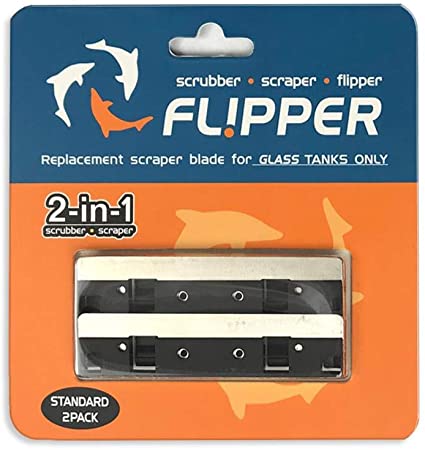 scrubber • scraper • flipper
FL!PPER
Replacement scraper blade for GLASS TANKS ONLY
2-in-1
scrubber • scraper
STANDARD
2PACK